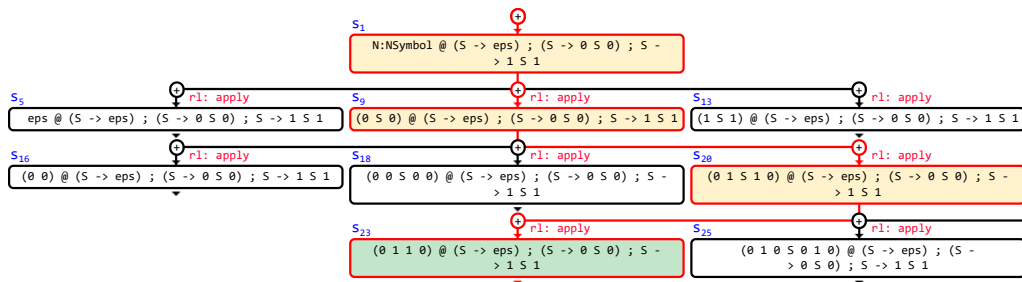 S1
N:NSymbol @ (S -> eps) ; (S -> 0 S 0) ; S -
> 1 S 1
S5
rl: apply
S9
rl: apply
S13
rl: apply
eps @ (S -> eps) ; (S -> 0 S 0) ; S -> 1 S 1
(0 S 0) @ (S -> eps) ; (S -> 0 S 0) ; S -> 1 S 1
(1 S 1) @ (S -> eps) ; (S -> 0 S 0) ; S -> 1 S 1
S16
rl: apply
S18
rl: apply
S20
rl: apply
(0 0) @ (S -> eps) ; (S -> 0 S 0) ; S -> 1 S 1
(0 0 S 0 0) @ (S -> eps) ; (S -> 0 S 0) ; S -
> 1 S 1
(0 1 S 1 0) @ (S -> eps) ; (S -> 0 S 0) ; S -
> 1 S 1
S23
rl: apply
S25
rl: apply
(0 1 1 0) @ (S -> eps) ; (S -> 0 S 0) ; S -
> 1 S 1
(0 1 0 S 0 1 0) @ (S -> eps) ; (S -
> 0 S 0) ; S -> 1 S 1